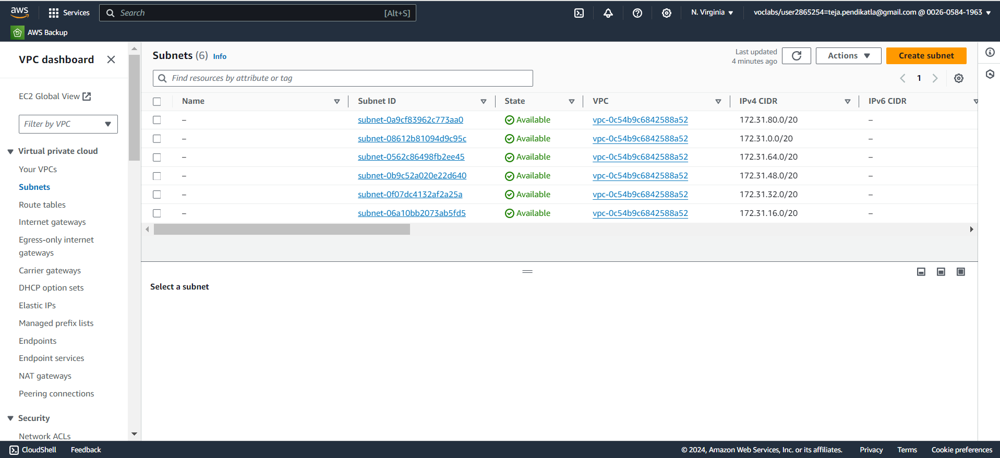 aws Services Search [Alt+S] N. Virginia voclabs/user2865254=teja.pendikatla@gmail.com @ 0026-0584-1963
AWS Backup
VPC dashboard
EC2 Global View
Filter by VPC
Virtual private cloud
Your VPCs
Subnets
Route tables
Internet gateways
Egress-only internet
gateways
Carrier gateways
DHCP option sets
Elastic IPs
Managed prefix lists
Endpoints
Endpoint services
NAT gateways
Peering connections
Security
Network ACLs
Subnets (6) Info
Last updated
4 minutes ago
Actions
Create subnet
Find resources by attribute or tag
1
Name Subnet ID State VPC IPv4 CIDR IPv6 CIDR
– subnet-0a9cf83962c773aa0 Available vpc-0c54b9c6842588a52 172.31.80.0/20 –
– subnet-08612b81094d9c95c Available vpc-0c54b9c6842588a52 172.31.0.0/20 –
– subnet-0562c86498fb2ee45 Available vpc-0c54b9c6842588a52 172.31.64.0/20 –
– subnet-0b9c52a020e22d640 Available vpc-0c54b9c6842588a52 172.31.48.0/20 –
– subnet-0f07dc4132af2a25a Available vpc-0c54b9c6842588a52 172.31.32.0/20 –
– subnet-06a10bb2073ab5fd5 Available vpc-0c54b9c6842588a52 172.31.16.0/20 –
Select a subnet
CloudShell Feedback © 2024, Amazon Web Services, Inc. or its affiliates. Privacy Terms Cookie preferences